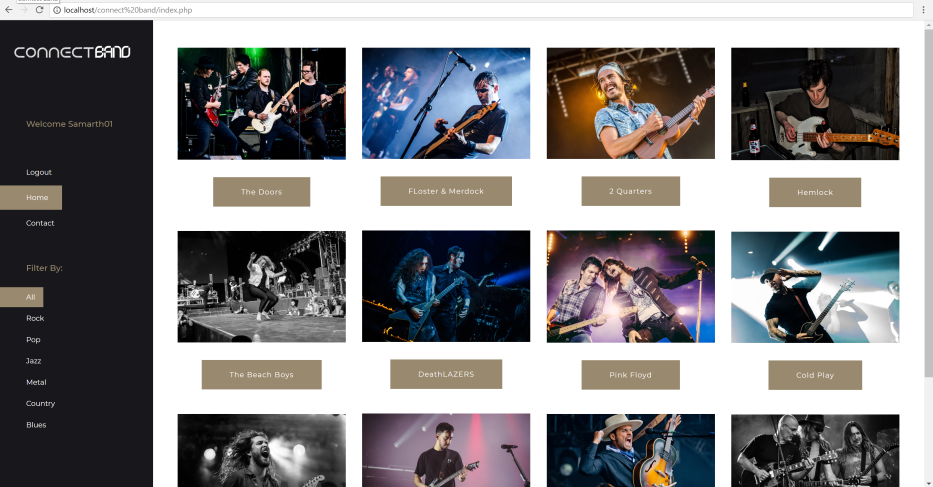 localhost/connect%20band/index.php
CONNECTBAND
Welcome Samarth01
Logout
Home
Contact
Filter By:
All
Rock
Pop
Jazz
Metal
Country
Blues
The Doors
FLoster & Merdock
2 Quarters
Hemlock
The Beach Boys
DeathLAZERS
Pink Floyd
Cold Play